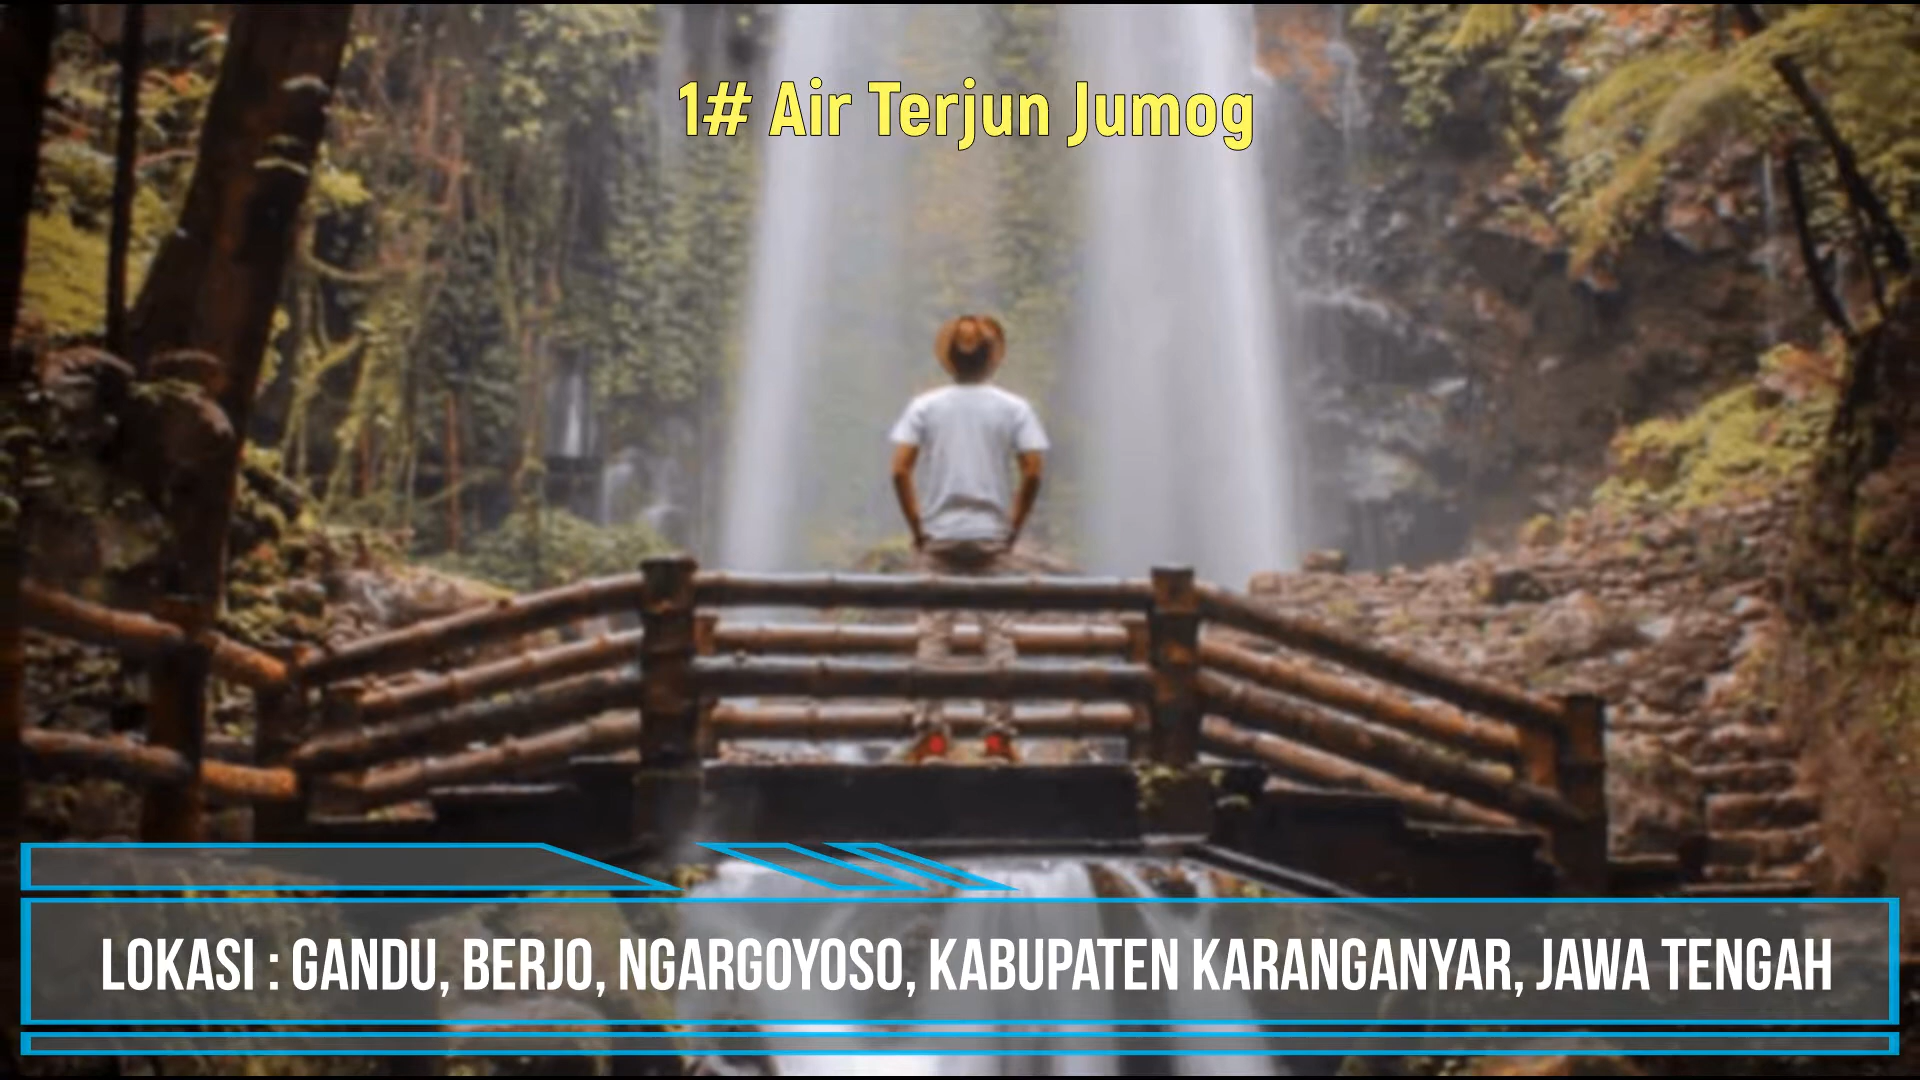 1# Air Terjun Jumog
LOKASI : GANDU, BERJO, NGARGOYOSO, KABUPATEN KARANGANYAR, JAWA TENGAH